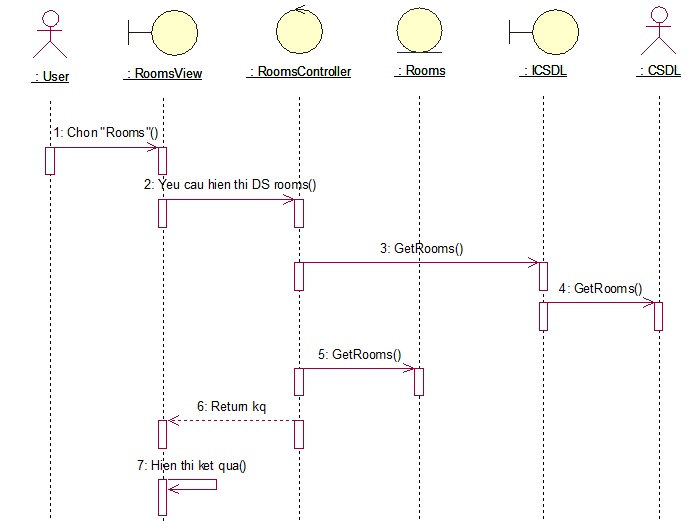 : User
: RoomsView
: RoomsController
: Rooms
: ICSDL
: CSDL
1: Chon "Rooms"()
2: Yeu cau hien thi DS rooms()
3: GetRooms()
4: GetRooms()
5: GetRooms()
6: Return kq
7: Hien thi ket qua()